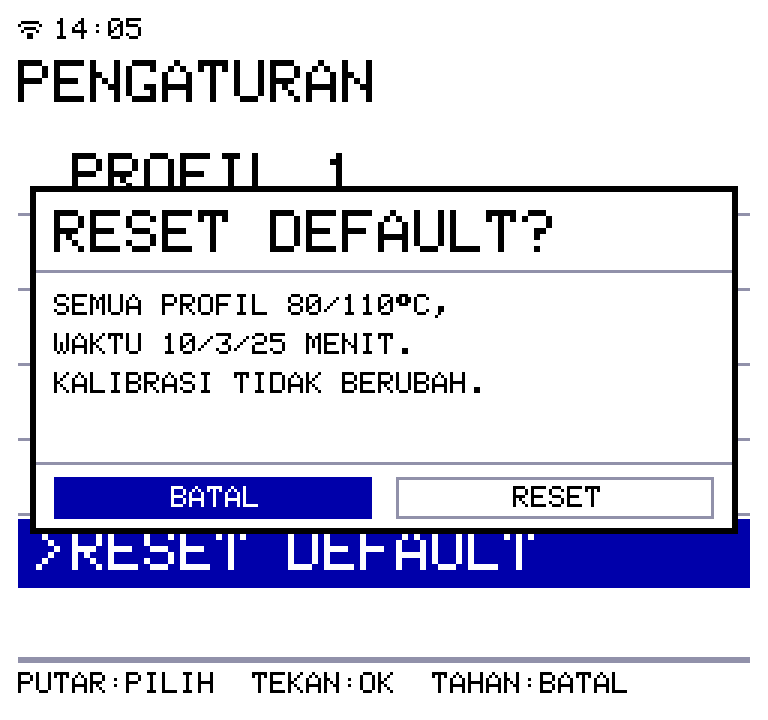 14:05
PENGATURAN
PROFIL 1
RESET DEFAULT?
SEMUA PROFIL 80/110°C,
WAKTU 10/3/25 MENIT.
KALIBRASI TIDAK BERUBAH.
BATAL RESET
>RESET DEFAULT
PUTAR:PILIH TEKAN:OK TAHAN:BATAL